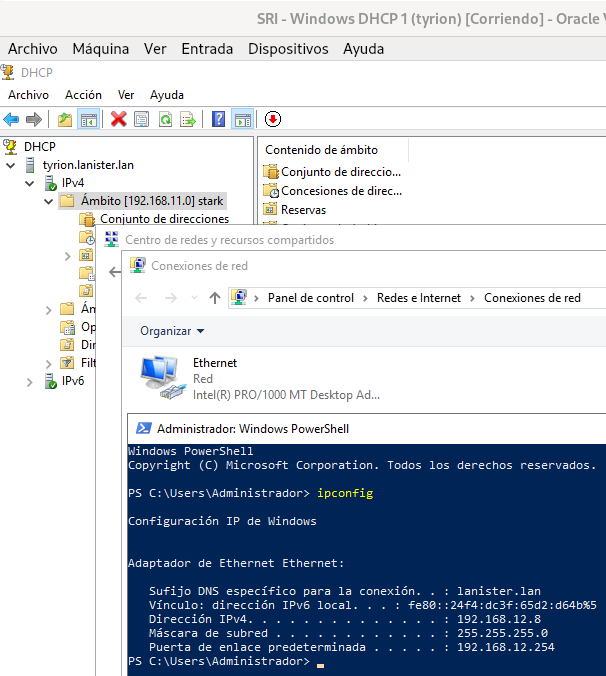 SRI - Windows DHCP 1 (tyrion) [Corriendo] - Oracle
Archivo Máquina Ver Entrada Dispositivos Ayuda
DHCP
Archivo Acción Ver Ayuda
DHCP
tyrion.lanister.lan
IPv4
Ámbito [192.168.11.0] stark
Conjunto de direcciones
IPv6
Contenido de ámbito
Conjunto de direccio...
Concesiones de direc...
Reservas
Centro de redes y recursos compartidos
Conexiones de red
Panel de control > Redes e Internet > Conexiones de red
Organizar
Ethernet
Red
Intel(R) PRO/1000 MT Desktop Ad...
Administrador: Windows PowerShell
Windows PowerShell
Copyright (C) Microsoft Corporation. Todos los derechos reservados.
PS C:\Users\Administrador> ipconfig
Configuración IP de Windows
Adaptador de Ethernet Ethernet:
Sufijo DNS específico para la conexión. . : lanister.lan
Vínculo: dirección IPv6 local. . . : fe80::24f4:dc3f:65d2:d64b%5
Dirección IPv4. . . . . . . . . . . . . . : 192.168.12.8
Máscara de subred . . . . . . . . . . . . : 255.255.255.0
Puerta de enlace predeterminada . . . . . : 192.168.12.254
PS C:\Users\Administrador>